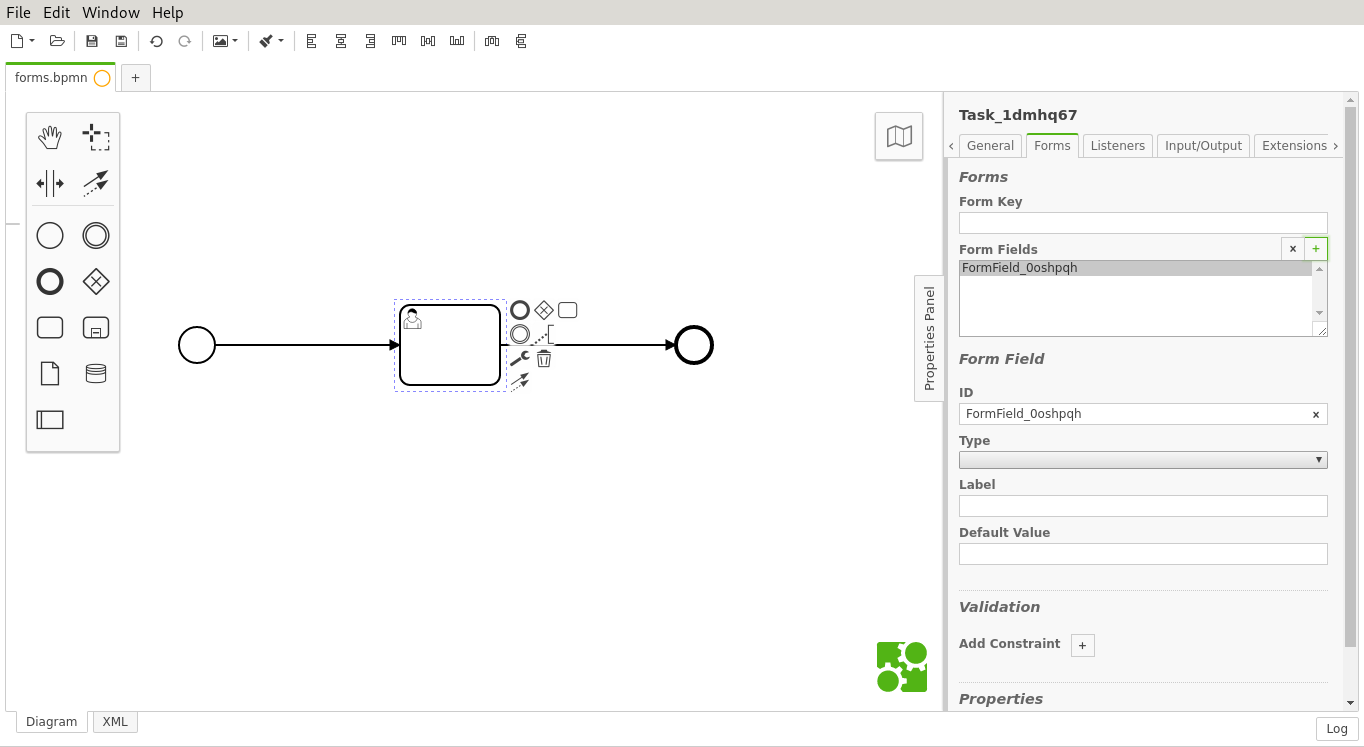 File Edit Window Help
forms.bpmn +
Task_1dmhq67
‹ General Forms Listeners Input/Output Extensions ›
Forms
Form Key
Form Fields × +
FormField_0oshpqh
Properties Panel
Form Field
ID
FormField_0oshpqh ×
Type
Label
Default Value
Validation
Add Constraint +
Properties
Diagram XML
Log